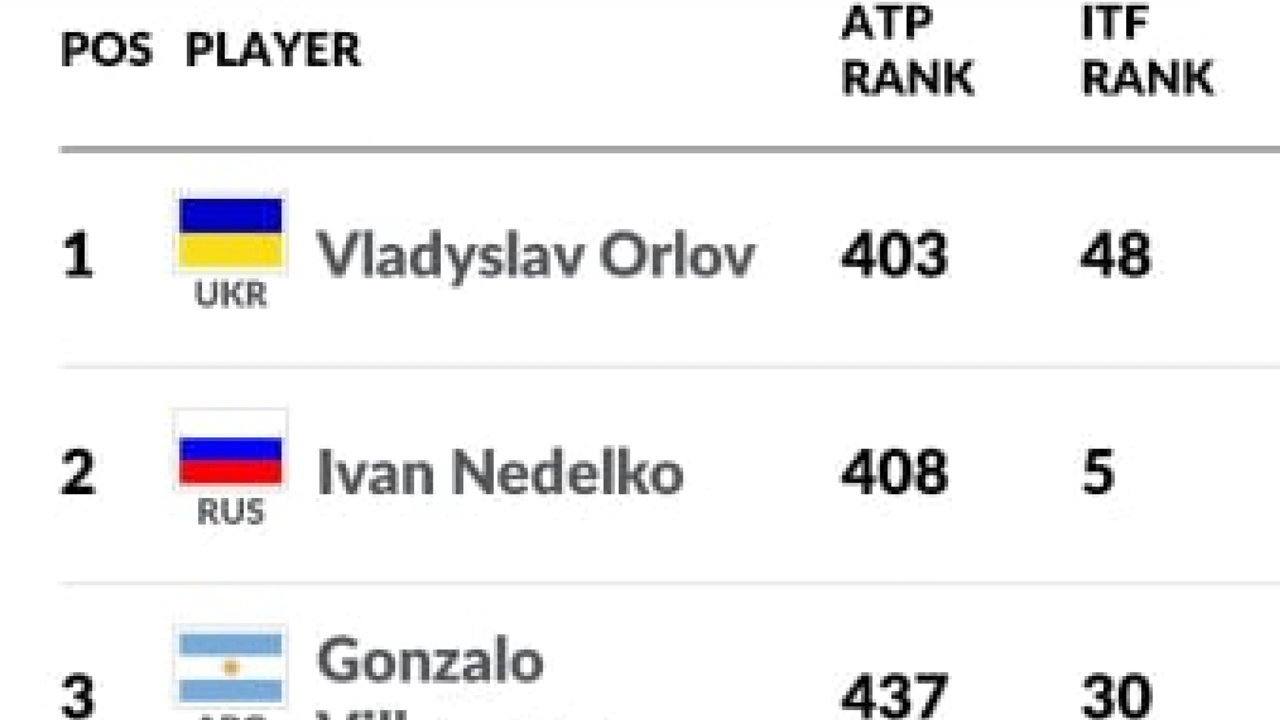 POS PLAYER ATP RANK ITF RANK
1 UKR Vladyslav Orlov 403 48
2 RUS Ivan Nedelko 408 5
3 Gonzalo 437 30